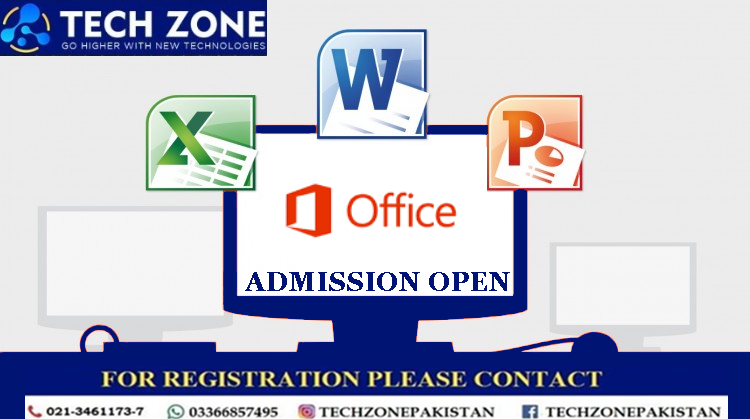 TECH ZONE
GO HIGHER WITH NEW TECHNOLOGIES
W
X
P
Office
ADMISSION OPEN
FOR REGISTRATION PLEASE CONTACT
021-3461173-7 03366857495 TECHZONEPAKISTAN TECHZONEPAKISTAN